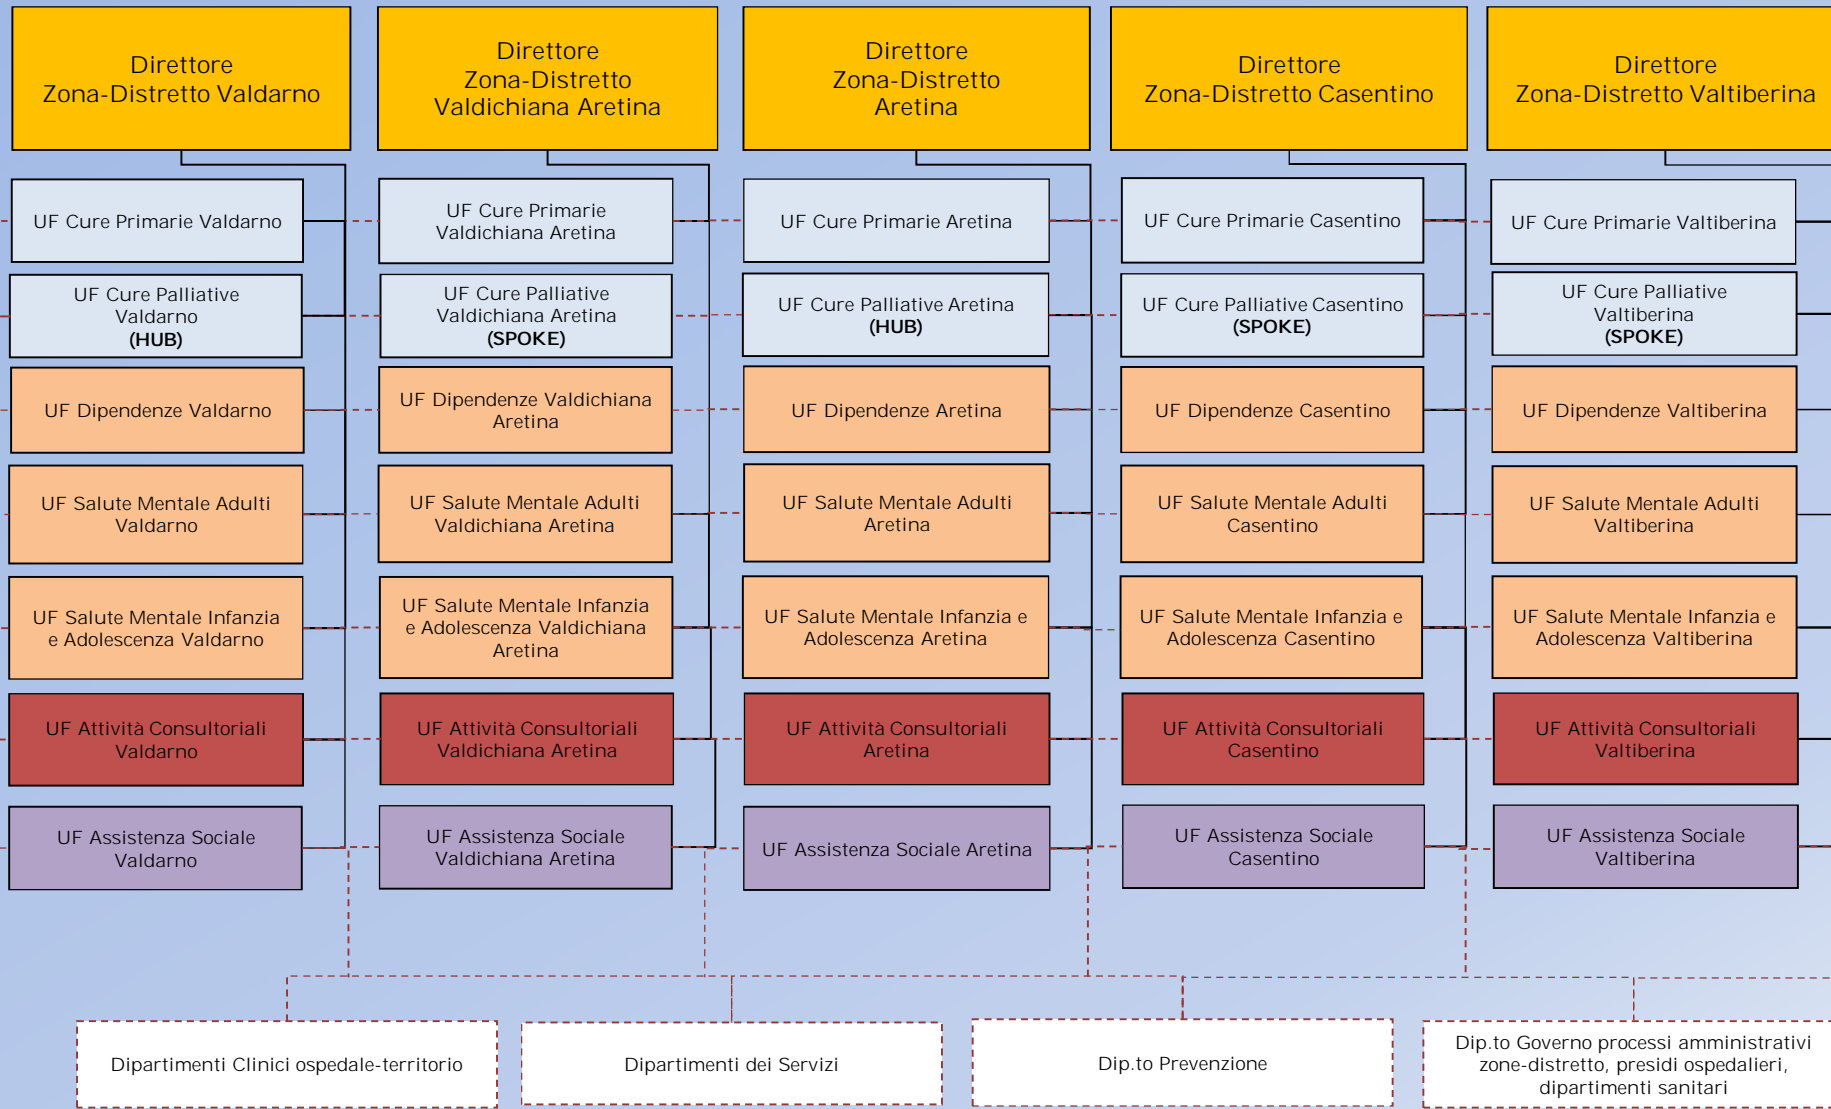 Direttore
Zona-Distretto Valdarno
Direttore
Zona-Distretto
Valdichiana Aretina
Direttore
Zona-Distretto
Aretina
Direttore
Zona-Distretto Casentino
Direttore
Zona-Distretto Valtiberina
UF Cure Primarie Valdarno
UF Cure Primarie
Valdichiana Aretina
UF Cure Primarie Aretina
UF Cure Primarie Casentino
UF Cure Primarie Valtiberina
UF Cure Palliative
Valdarno
(HUB)
UF Cure Palliative
Valdichiana Aretina
(SPOKE)
UF Cure Palliative Aretina
(HUB)
UF Cure Palliative Casentino
(SPOKE)
UF Cure Palliative
Valtiberina
(SPOKE)
UF Dipendenze Valdarno
UF Dipendenze Valdichiana
Aretina
UF Dipendenze Aretina
UF Dipendenze Casentino
UF Dipendenze Valtiberina
UF Salute Mentale Adulti
Valdarno
UF Salute Mentale Adulti
Valdichiana Aretina
UF Salute Mentale Adulti
Aretina
UF Salute Mentale Adulti
Casentino
UF Salute Mentale Adulti
Valtiberina
UF Salute Mentale Infanzia
e Adolescenza Valdarno
UF Salute Mentale Infanzia
e Adolescenza Valdichiana
Aretina
UF Salute Mentale Infanzia e
Adolescenza Aretina
UF Salute Mentale Infanzia e
Adolescenza Casentino
UF Salute Mentale Infanzia e
Adolescenza Valtiberina
UF Attività Consultoriali
Valdarno
UF Attività Consultoriali
Valdichiana Aretina
UF Attività Consultoriali
Aretina
UF Attività Consultoriali
Casentino
UF Attività Consultoriali
Valtiberina
UF Assistenza Sociale
Valdarno
UF Assistenza Sociale
Valdichiana Aretina
UF Assistenza Sociale Aretina
UF Assistenza Sociale
Casentino
UF Assistenza Sociale
Valtiberina
Dipartimenti Clinici ospedale-territorio
Dipartimenti dei Servizi
Dip.to Prevenzione
Dip.to Governo processi amministrativi
zone-distretto, presidi ospedalieri,
dipartimenti sanitari